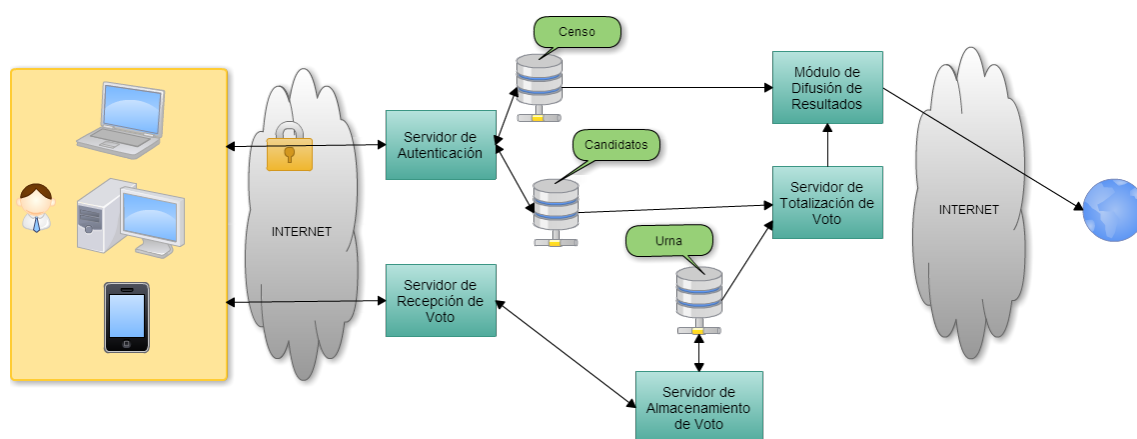 Censo
Módulo de
Difusión de
Resultados
Servidor de
Autenticación
Candidatos
Servidor de
Totalización de
Voto
INTERNET
INTERNET
Urna
Servidor de
Recepción de
Voto
Servidor de
Almacenamiento
de Voto